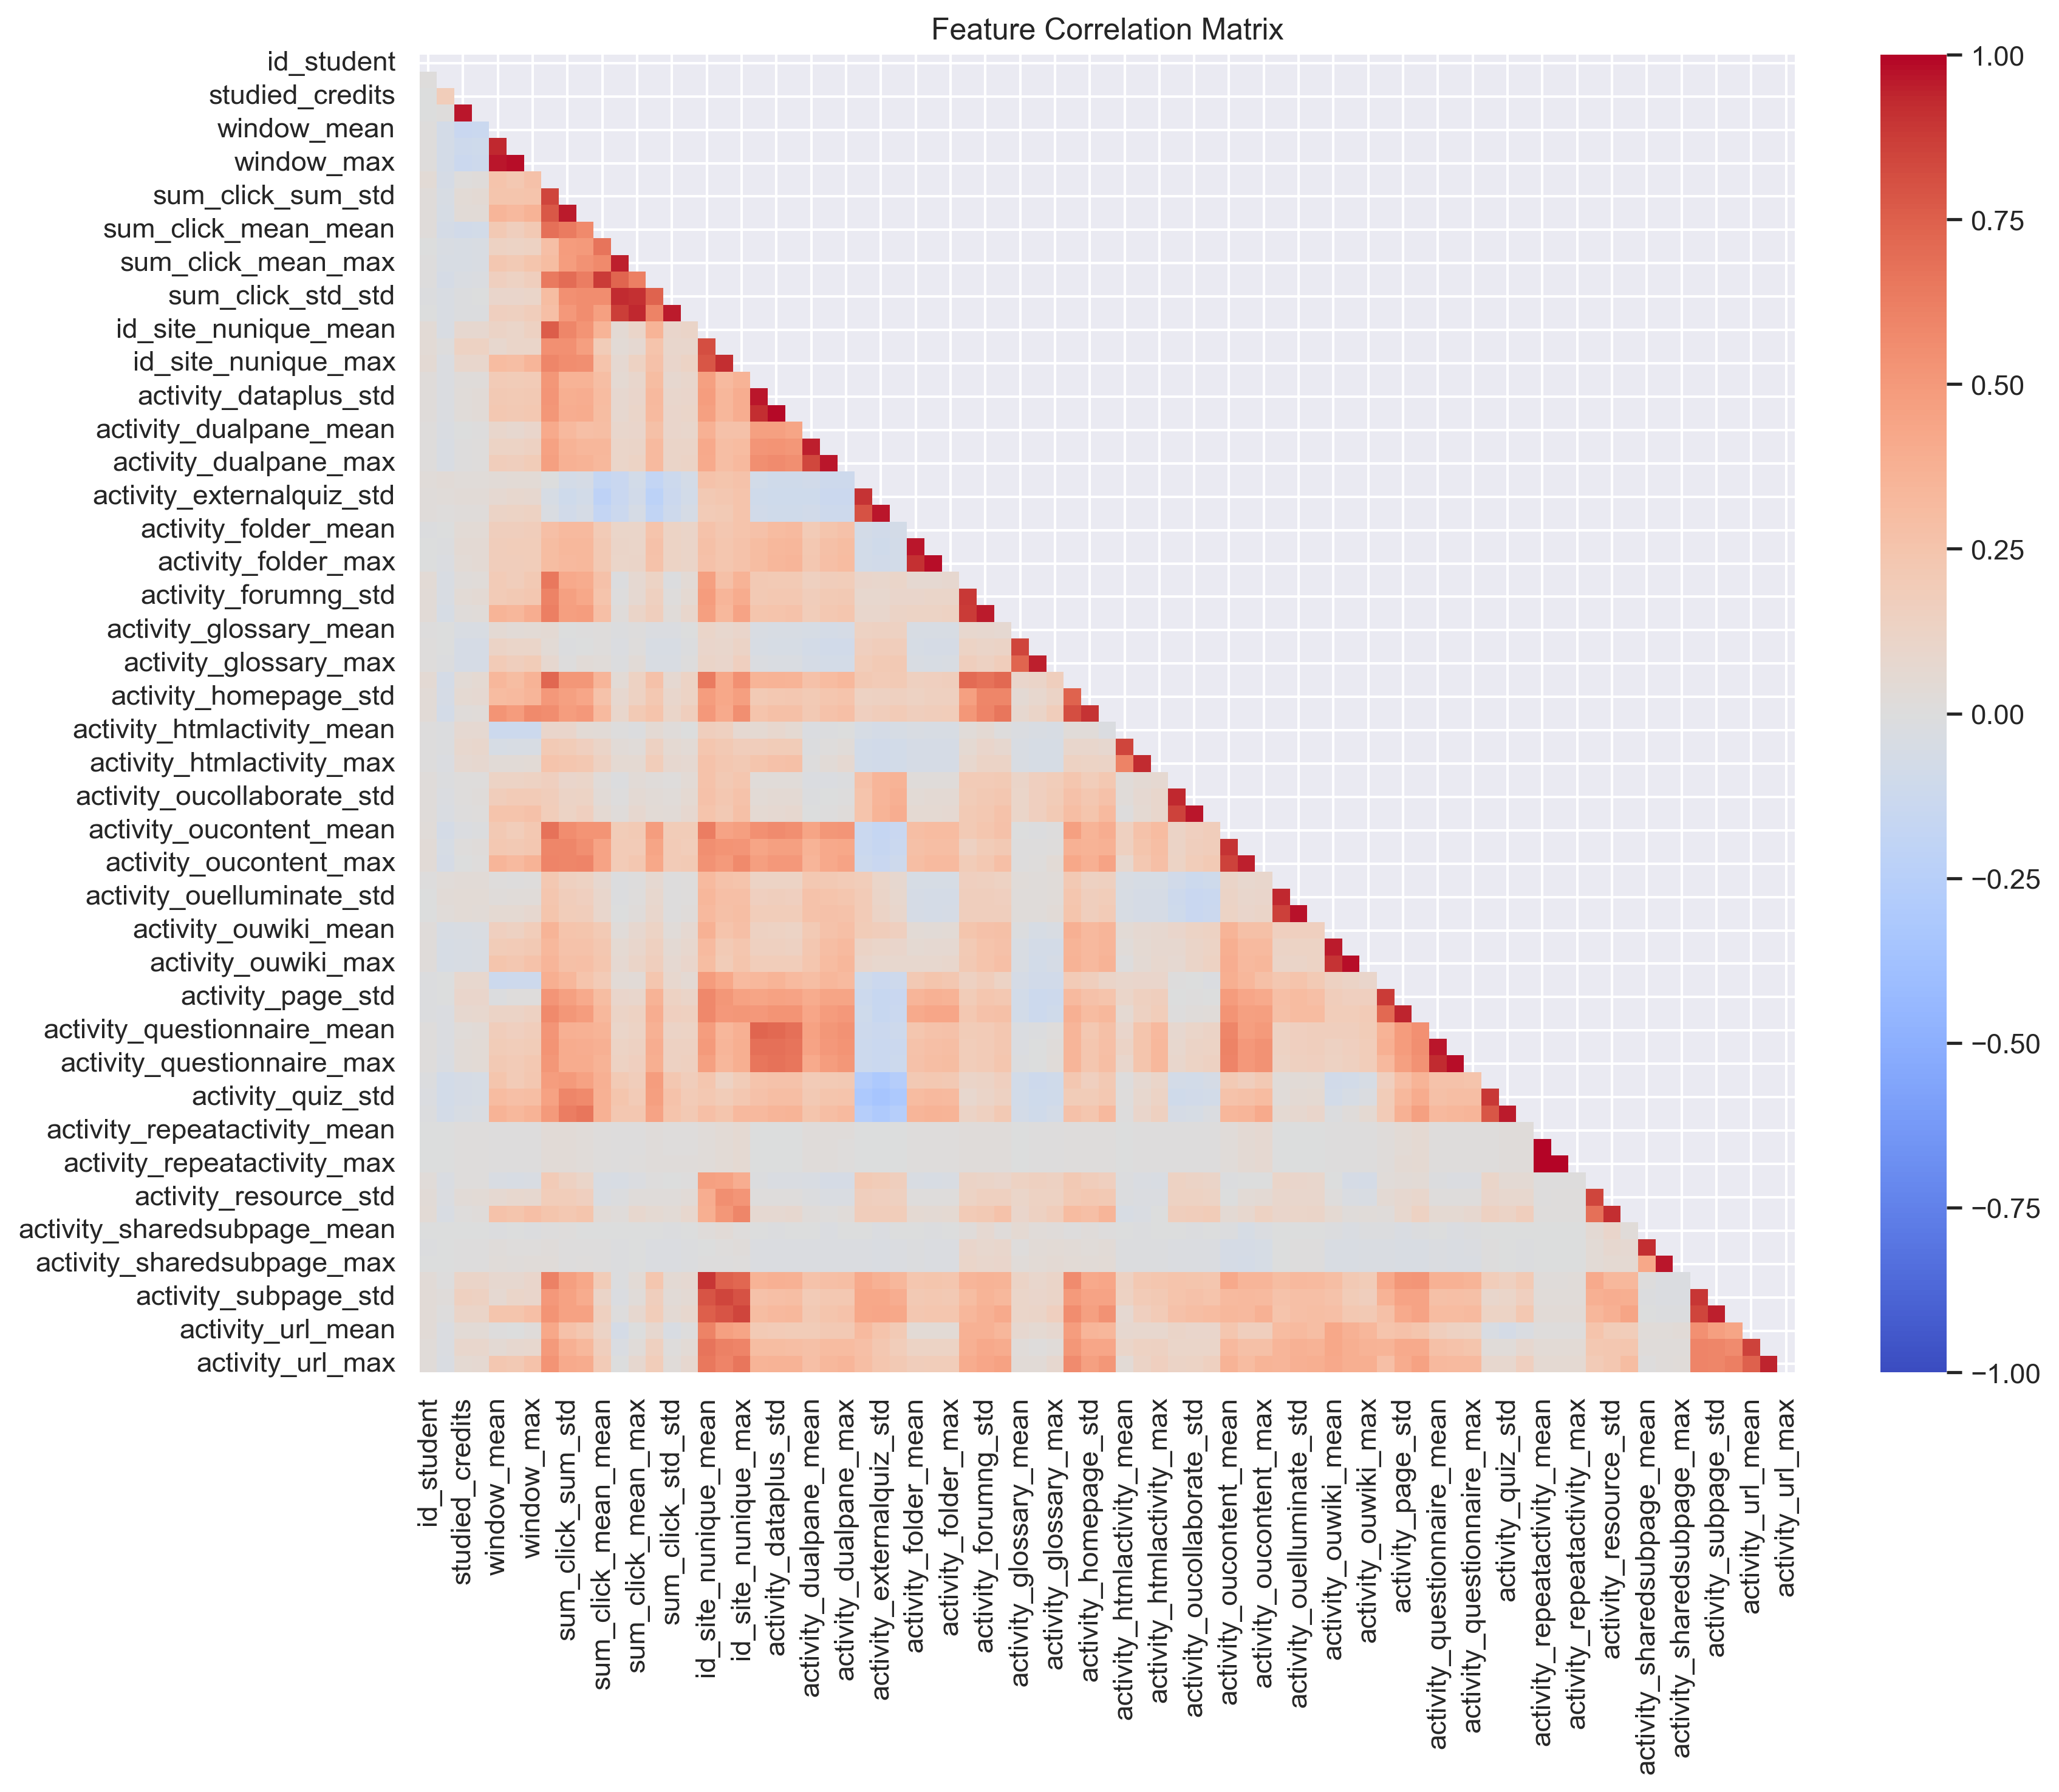 Feature Correlation Matrix
id_student
studied_credits
window_mean
window_max
sum_click_sum_std
sum_click_mean_mean
sum_click_mean_max
sum_click_std_std
id_site_nunique_mean
id_site_nunique_max
activity_dataplus_std
activity_dualpane_mean
activity_dualpane_max
activity_externalquiz_std
activity_folder_mean
activity_folder_max
activity_forumng_std
activity_glossary_mean
activity_glossary_max
activity_homepage_std
activity_htmlactivity_mean
activity_htmlactivity_max
activity_oucollaborate_std
activity_oucontent_mean
activity_oucontent_max
activity_ouelluminate_std
activity_ouwiki_mean
activity_ouwiki_max
activity_page_std
activity_questionnaire_mean
activity_questionnaire_max
activity_quiz_std
activity_repeatactivity_mean
activity_repeatactivity_max
activity_resource_std
activity_sharedsubpage_mean
activity_sharedsubpage_max
activity_subpage_std
activity_url_mean
activity_url_max
id_student
studied_credits
window_mean
window_max
sum_click_sum_std
sum_click_mean_mean
sum_click_mean_max
sum_click_std_std
id_site_nunique_mean
id_site_nunique_max
activity_dataplus_std
activity_dualpane_mean
activity_dualpane_max
activity_externalquiz_std
activity_folder_mean
activity_folder_max
activity_forumng_std
activity_glossary_mean
activity_glossary_max
activity_homepage_std
activity_htmlactivity_mean
activity_htmlactivity_max
activity_oucollaborate_std
activity_oucontent_mean
activity_oucontent_max
activity_ouelluminate_std
activity_ouwiki_mean
activity_ouwiki_max
activity_page_std
activity_questionnaire_mean
activity_questionnaire_max
activity_quiz_std
activity_repeatactivity_mean
activity_repeatactivity_max
activity_resource_std
activity_sharedsubpage_mean
activity_sharedsubpage_max
activity_subpage_std
activity_url_mean
activity_url_max
1.00
0.75
0.50
0.25
0.00
−0.25
−0.50
−0.75
−1.00